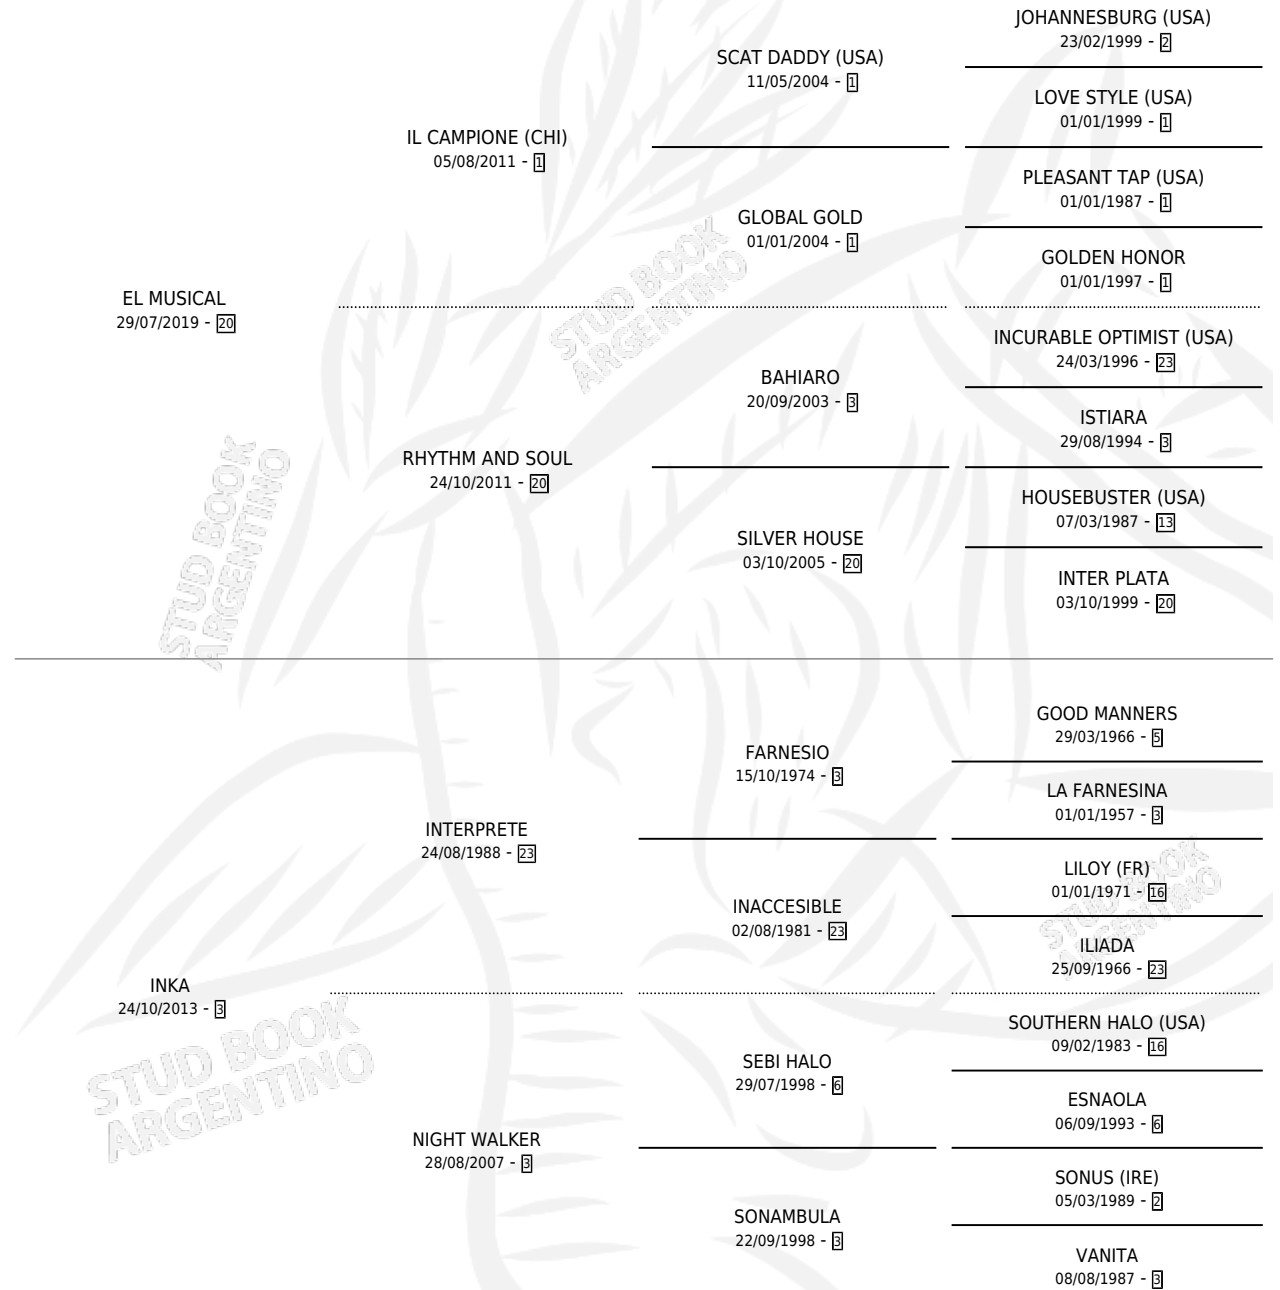 JOHANNESBURG (USA)
23/02/1999 - 2
SCAT DADDY (USA)
11/05/2004 - 1
LOVE STYLE (USA)
01/01/1999 - 1
IL CAMPIONE (CHI)
05/08/2011 - 1
PLEASANT TAP (USA)
01/01/1987 - 1
GLOBAL GOLD
01/01/2004 - 1
GOLDEN HONOR
01/01/1997 - 1
EL MUSICAL
29/07/2019 - 20
INCURABLE OPTIMIST (USA)
24/03/1996 - 23
BAHIARO
20/09/2003 - 3
ISTIARA
29/08/1994 - 3
RHYTHM AND SOUL
24/10/2011 - 20
HOUSEBUSTER (USA)
07/03/1987 - 13
SILVER HOUSE
03/10/2005 - 20
INTER PLATA
03/10/1999 - 20
GOOD MANNERS
29/03/1966 - 5
FARNESIO
15/10/1974 - 3
LA FARNESINA
01/01/1957 - 3
INTERPRETE
24/08/1988 - 23
LILOY (FR)
01/01/1971 - 16
INACCESIBLE
02/08/1981 - 23
ILIADA
25/09/1966 - 23
INKA
24/10/2013 - 3
SOUTHERN HALO (USA)
09/02/1983 - 16
SEBI HALO
29/07/1998 - 6
ESNAOLA
06/09/1993 - 6
NIGHT WALKER
28/08/2007 - 3
SONUS (IRE)
05/03/1989 - 2
SONAMBULA
22/09/1998 - 3
VANITA
08/08/1987 - 3
STUD BOOK
ARGENTINO
STUD BOOK
ARGENTINO
STUD BOOK
ARGENTINO
STUD BOOK
ARGENTINO